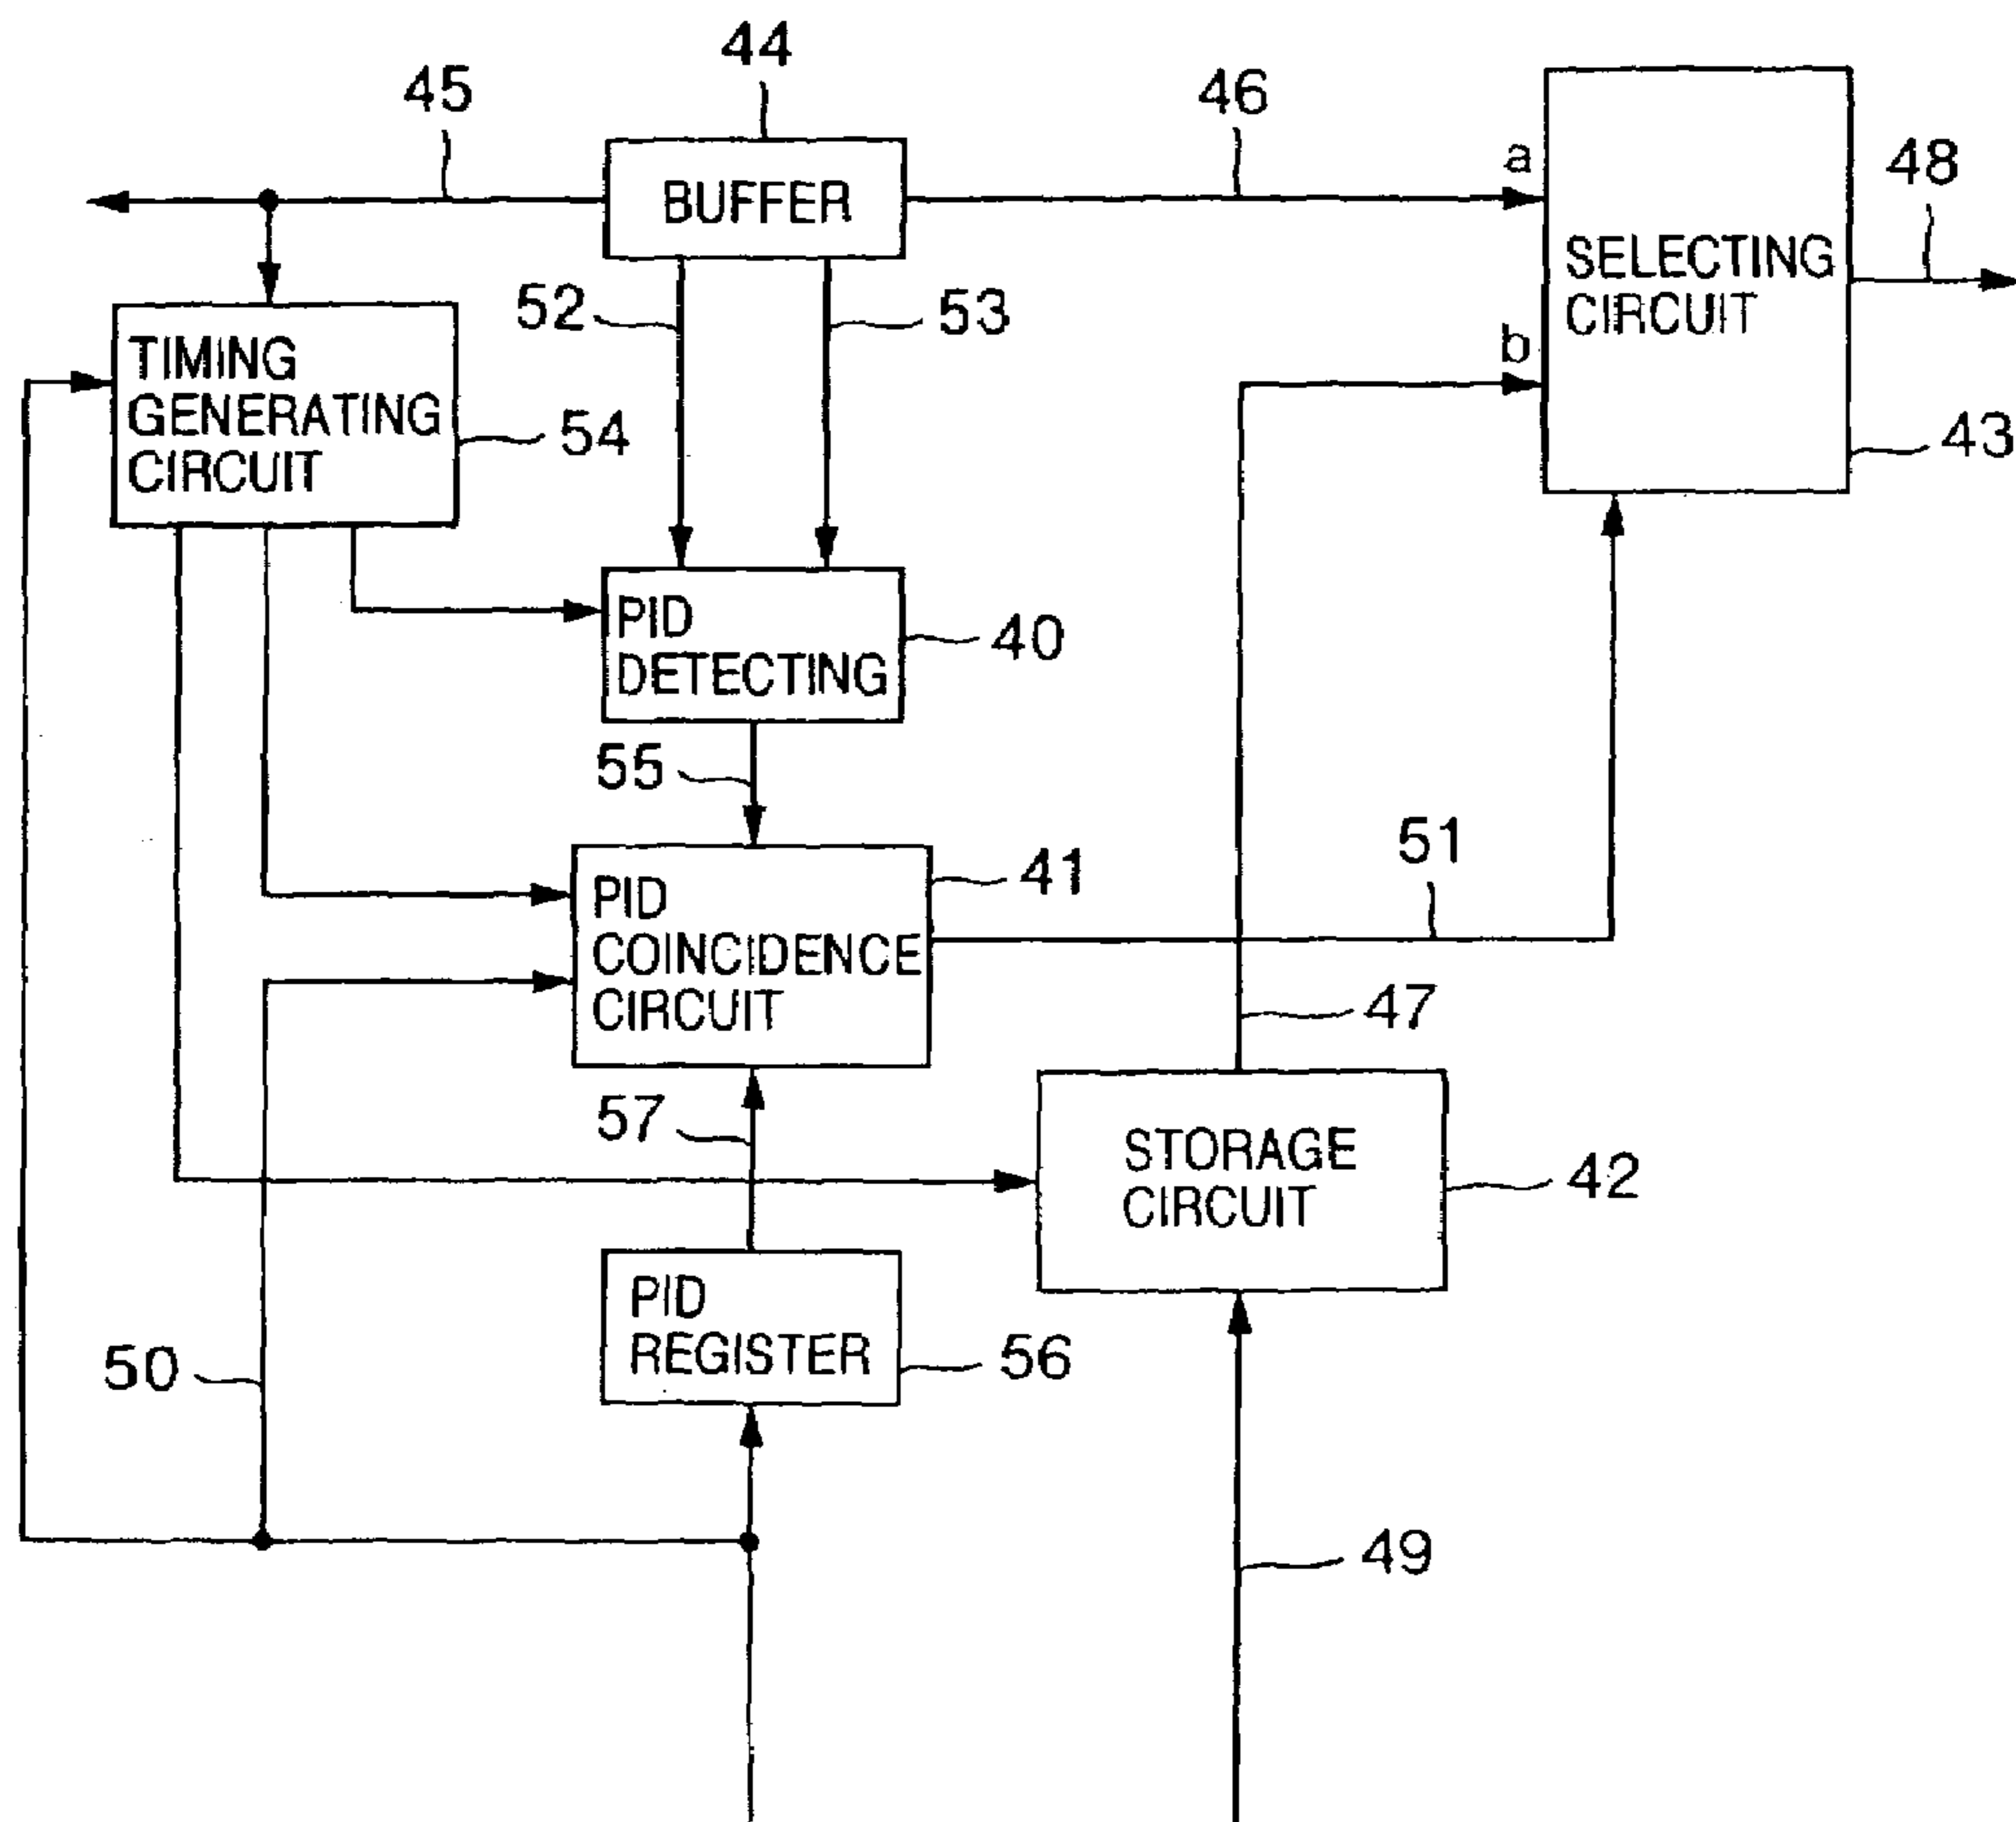 44
45
46
BUFFER
a
48
SELECTING
CIRCUIT
52
53
b
TIMING
GENERATING
CIRCUIT
54
43
PID
DETECTING
40
55
51
PID
COINCIDENCE
CIRCUIT
41
47
57
STORAGE
CIRCUIT
42
PID
REGISTER
50
56
49